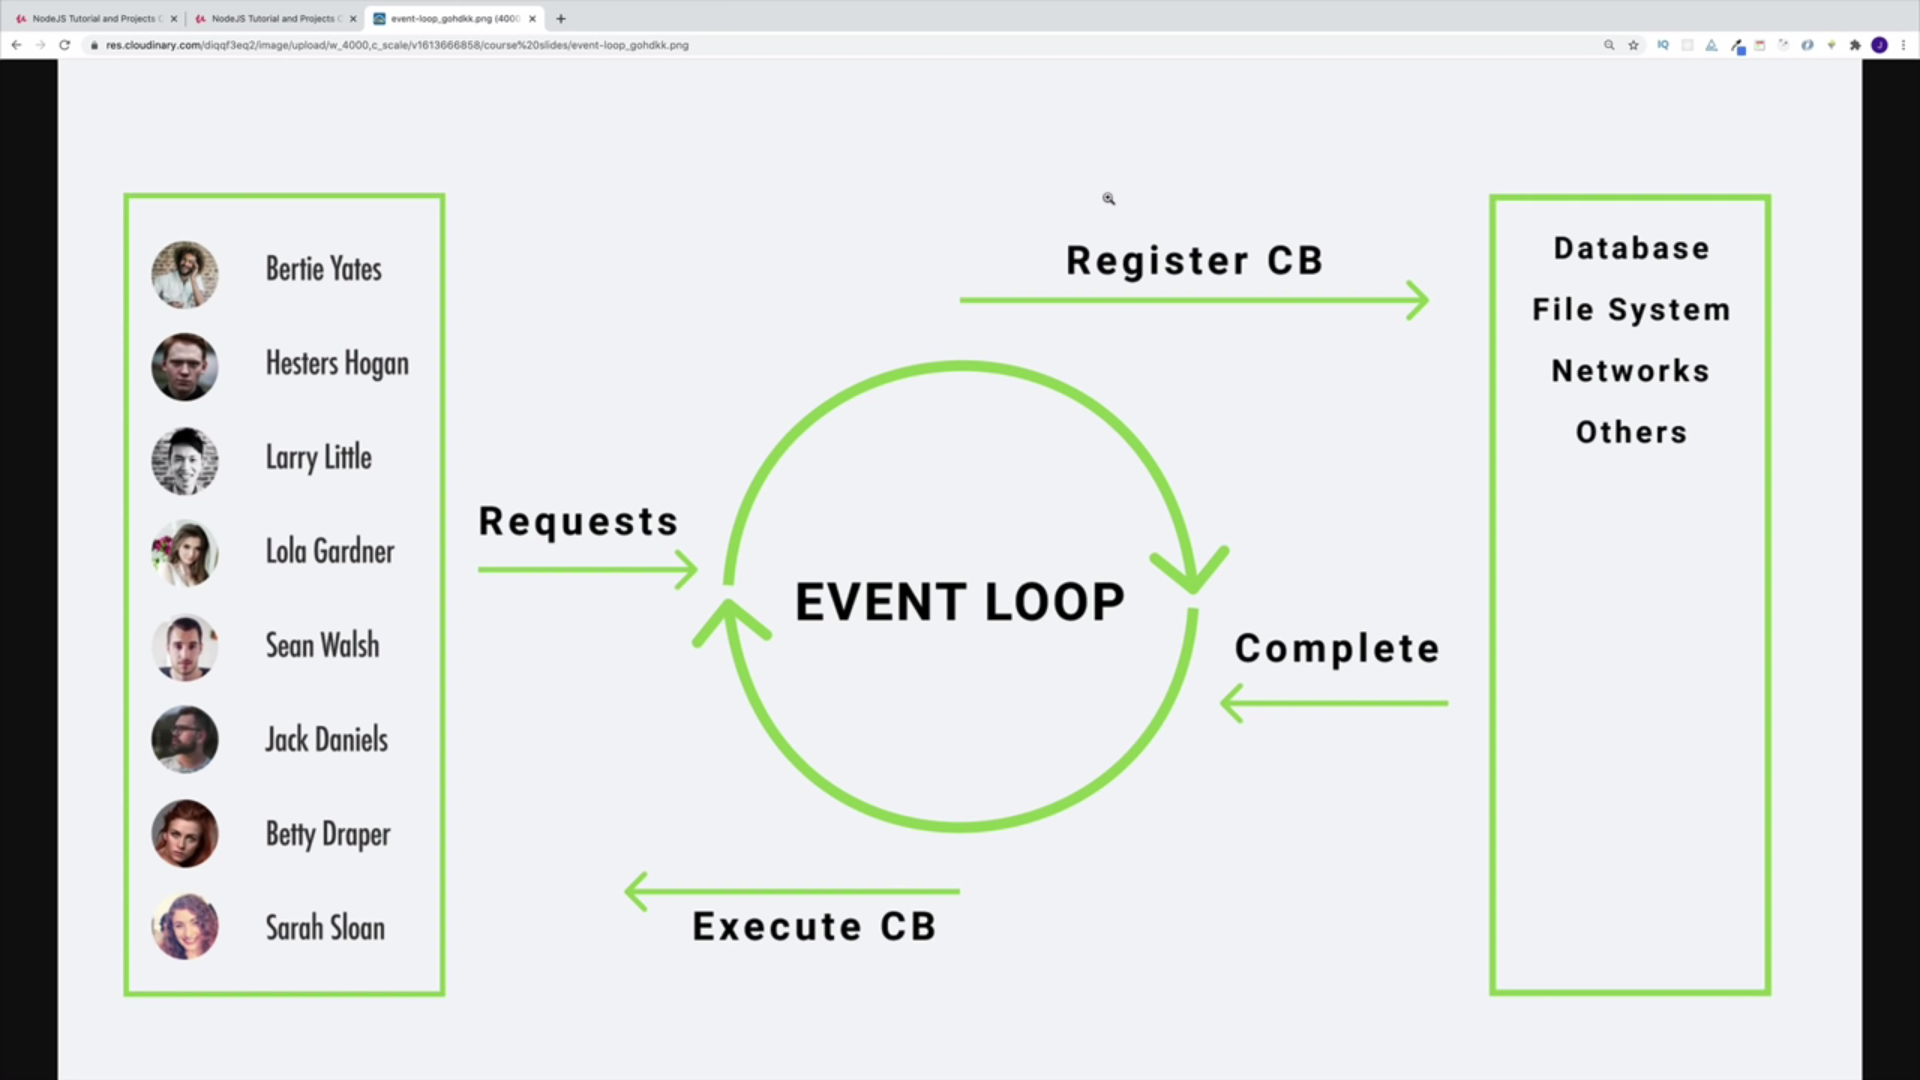 NodeJS Tutorial and Projects C
NodeJS Tutorial and Projects C
event-loop_gohdkk.png (4000
res.cloudinary.com/diqqf3eq2/image/upload/w_4000,c_scale/v1613666858/course%20slides/event-loop_gohdkk.png
IQ
J
Bertie Yates
Hesters Hogan
Larry Little
Lola Gardner
Sean Walsh
Jack Daniels
Betty Draper
Sarah Sloan
Requests
Register CB
EVENT LOOP
Complete
Execute CB
Database
File System
Networks
Others